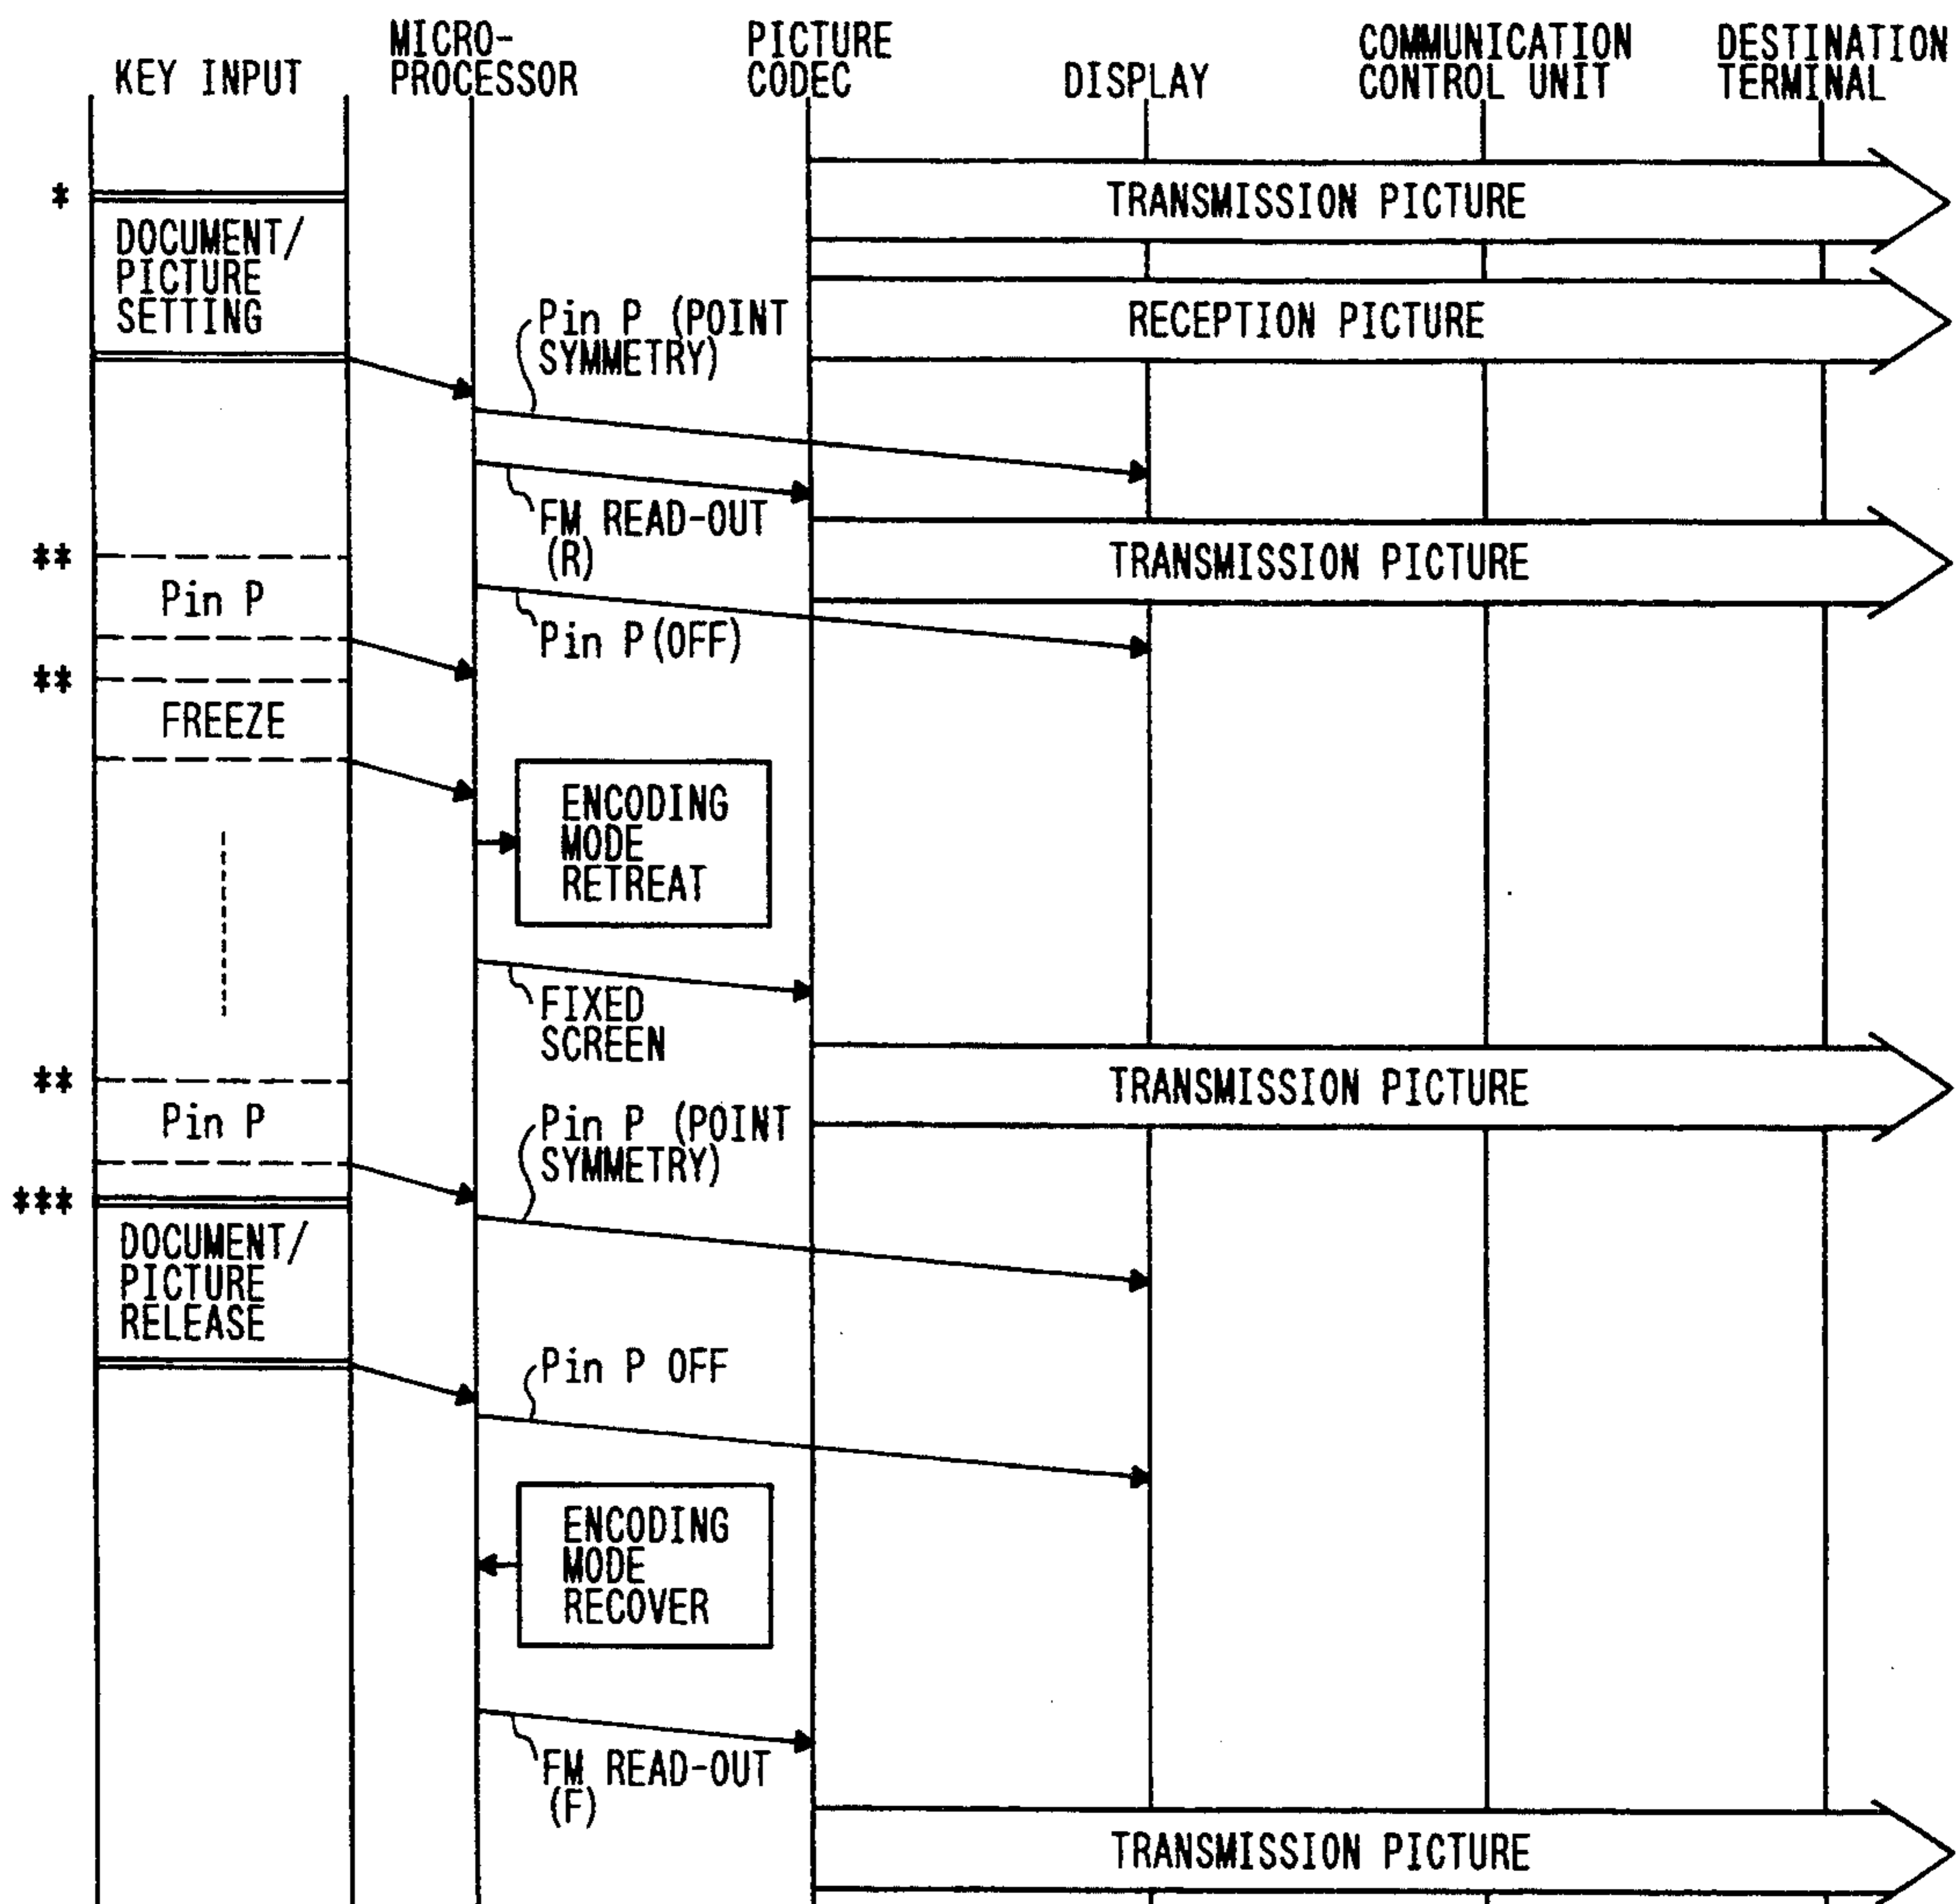 KEY INPUT
MICRO-
PROCESSOR
PICTURE
CODEC
DISPLAY
COMMUNICATION
CONTROL UNIT
DESTINATION
TERMINAL
TRANSMISSION PICTURE
*
DOCUMENT/
PICTURE
SETTING
RECEPTION PICTURE
Pin P (POINT
SYMMETRY)
FM READ-OUT
(R)
TRANSMISSION PICTURE
**
Pin P
Pin P (OFF)
**
FREEZE
ENCODING
MODE
RETREAT
FIXED
SCREEN
TRANSMISSION PICTURE
**
Pin P
Pin P (POINT
SYMMETRY)
***
DOCUMENT/
PICTURE
RELEASE
Pin P OFF
ENCODING
MODE
RECOVER
FM READ-OUT
(F)
TRANSMISSION PICTURE